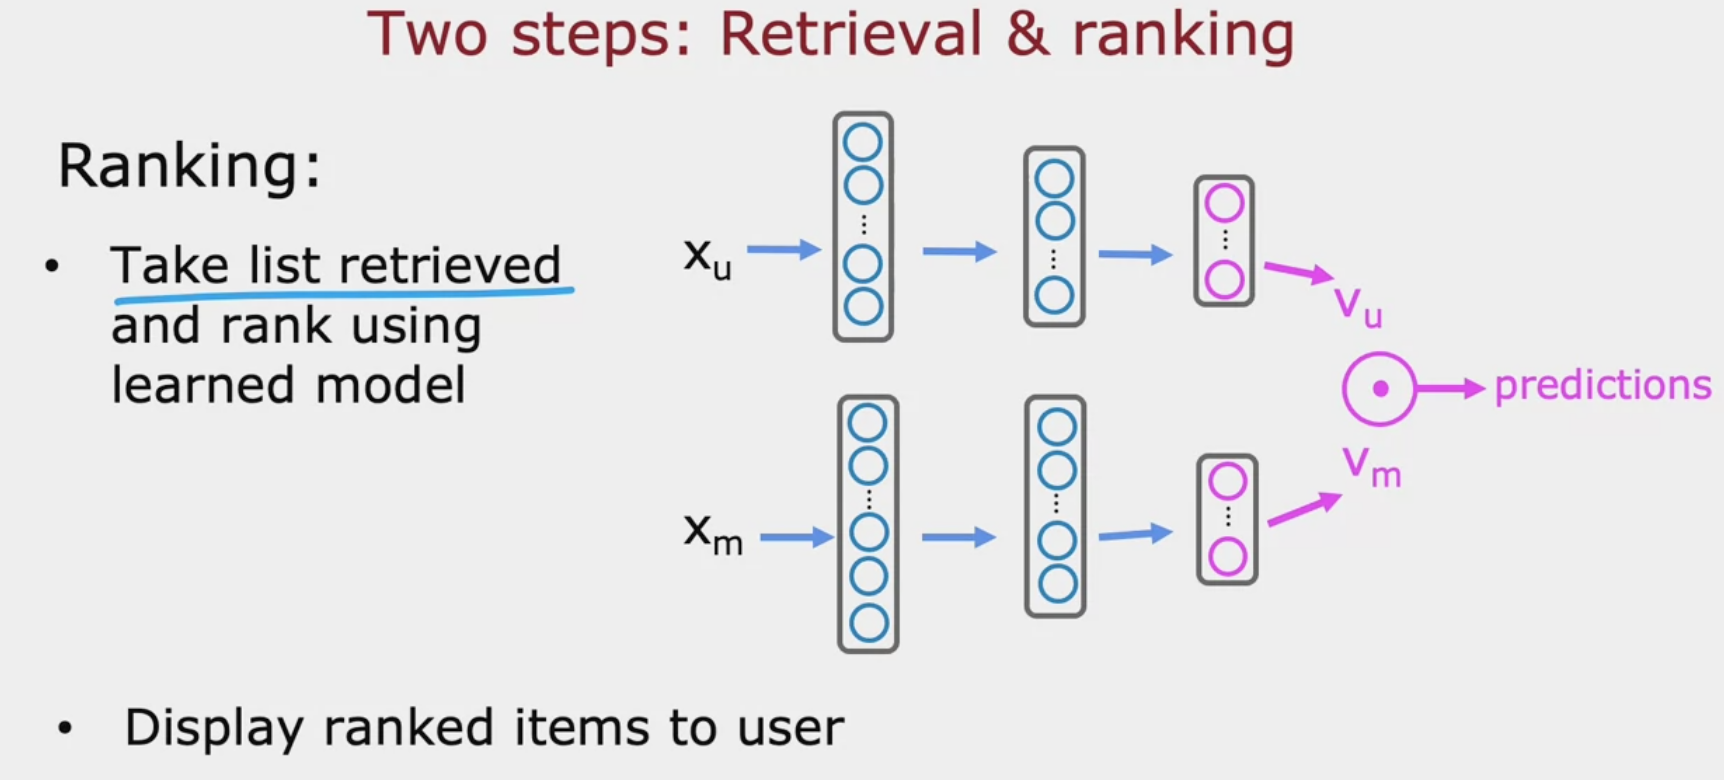 Two steps: Retrieval & ranking
Ranking:
• Take list retrieved
and rank using
learned model
x_u
v_u
predictions
v_m
x_m
• Display ranked items to user